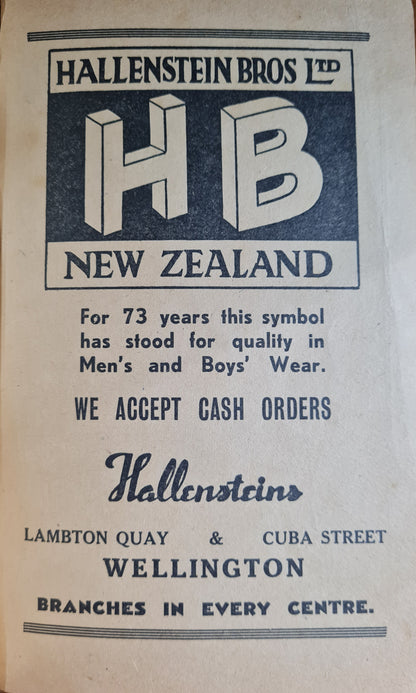 HALLENSTEIN BROS LTD
HB
NEW ZEALAND
For 73 years this symbol
has stood for quality in
Men's and Boys' Wear.
WE ACCEPT CASH ORDERS
Hallensteins
LAMBTON QUAY & CUBA STREET
WELLINGTON
BRANCHES IN EVERY CENTRE.